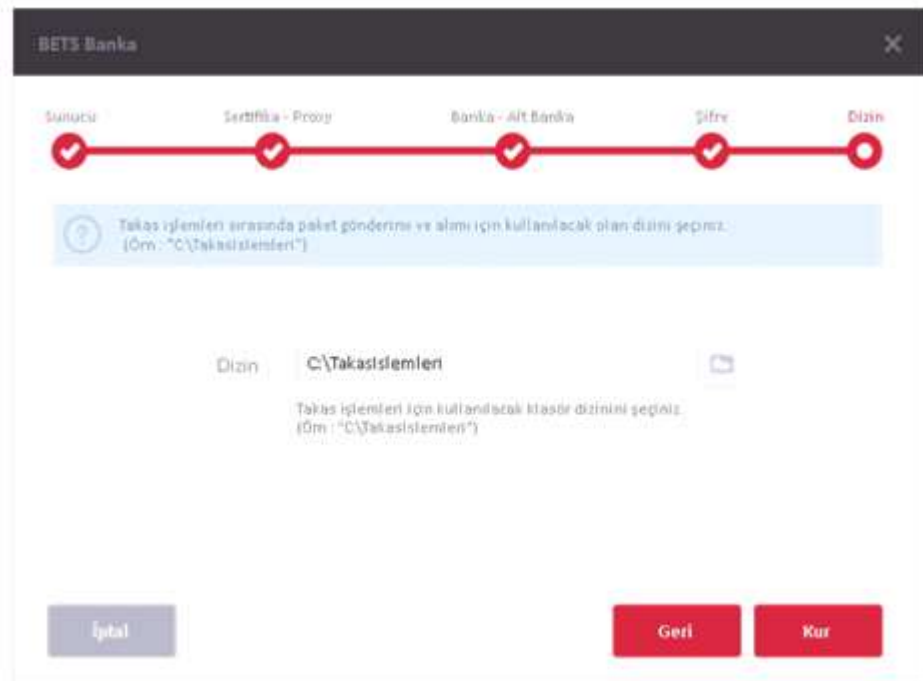 BETS Banka
Sunucu
Sertifika - Proxy
Banka - Alt Banka
Şifre
Dizin
Takas işlemleri sırasında paket gönderimi ve alımı için kullanılacak olan dizini seçiniz.
(Örn : "C:\TakasIslemleri")
Dizin
C:\TakasIslemleri
Takas işlemleri için kullanılacak klasör dizinini seçiniz.
(Örn : "C:\TakasIslemleri")
İptal
Geri
Kur